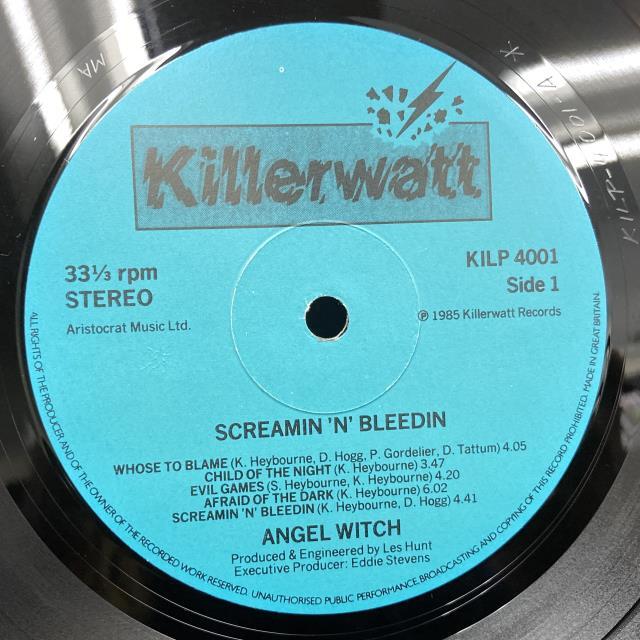 Killerwatt
33⅓ rpm
STEREO
Aristocrat Music Ltd.
KILP 4001
Side 1
℗ 1985 Killerwatt Records
SCREAMIN 'N' BLEEDIN
WHOSE TO BLAME (K. Heybourne, D. Hogg, P. Gordelier, D. Tattum) 4.05
CHILD OF THE NIGHT (K. Heybourne) 3.47
EVIL GAMES (S. Heybourne, K. Heybourne) 4.20
AFRAID OF THE DARK (K. Heybourne) 6.02
SCREAMIN 'N' BLEEDIN (K. Heybourne, D. Hogg) 4.41
ANGEL WITCH
Produced & Engineered by Les Hunt
Executive Producer: Eddie Stevens
ALL RIGHTS OF THE PRODUCER AND OF THE OWNER OF THE RECORDED WORK RESERVED. UNAUTHORISED PUBLIC PERFORMANCE, BROADCASTING AND COPYING OF THIS RECORD PROHIBITED. MADE IN GREAT BRITAIN.
MA
KILP-4001-A X